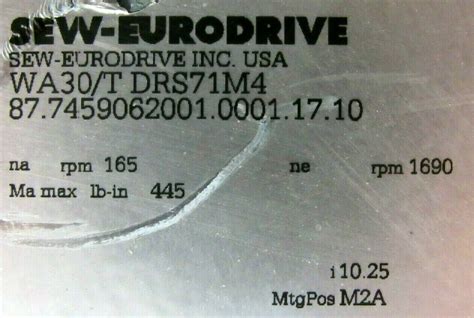 SEW-EURODRIVE
SEW-EURODRIVE INC. USA
WA30/T DRS71M4
87.7459062001.0001.17.10
na rpm 165 ne rpm 1690
Ma max lb-in 445
i 10.25
MtgPos M2A